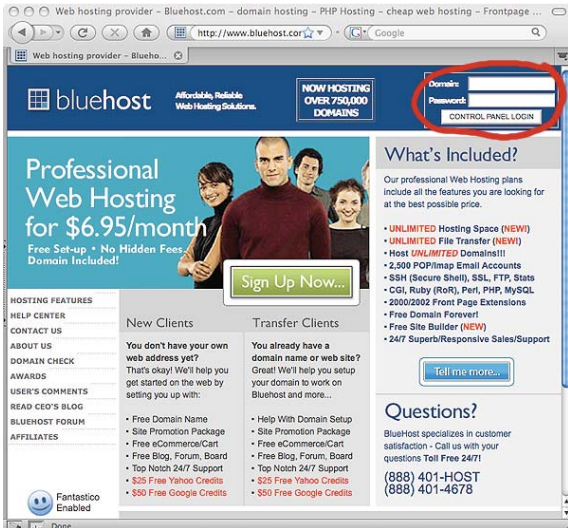 Web hosting provider – Bluehost.com – domain hosting – PHP Hosting – cheap web hosting – Frontpage ...
http://www.bluehost.cor
Google
Web hosting provider – Blueho...
bluehost
Affordable, Reliable
Web Hosting Solutions.
NOW HOSTING
OVER 750,000
DOMAINS
Domain:
Password:
CONTROL PANEL LOGIN
Professional
Web Hosting
for $6.95/month
Free Set-up • No Hidden Fees
Domain Included!
Sign Up Now...
HOSTING FEATURES
HELP CENTER
CONTACT US
ABOUT US
DOMAIN CHECK
AWARDS
USER'S COMMENTS
READ CEO'S BLOG
BLUEHOST FORUM
AFFILIATES
Fantastico
Enabled
New Clients
You don't have your own
web address yet?
That's okay! We'll help you
get started on the web by
setting you up with:
• Free Domain Name
• Site Promotion Package
• Free eCommerce/Cart
• Free Blog, Forum, Board
• Top Notch 24/7 Support
• $25 Free Yahoo Credits
• $50 Free Google Credits
Transfer Clients
You already have a
domain name or web site?
Great! We'll help you setup
your domain to work on
Bluehost and more...
• Help With Domain Setup
• Site Promotion Package
• Free eCommerce/Cart
• Free Blog, Forum, Board
• Top Notch 24/7 Support
• $25 Free Yahoo Credits
• $50 Free Google Credits
What's Included?
Our professional Web Hosting plans
include all the features you are looking for
at the best possible price.
• UNLIMITED Hosting Space (NEW!)
• UNLIMITED File Transfer (NEW!)
• Host UNLIMITED Domains!!!
• 2,500 POP/Imap Email Accounts
• SSH (Secure Shell), SSL, FTP, Stats
• CGI, Ruby (RoR), Perl, PHP, MySQL
• 2000/2002 Front Page Extensions
• Free Domain Forever!
• Free Site Builder (NEW)
• 24/7 Superb/Responsive Sales/Support
Tell me more...
Questions?
BlueHost specializes in customer
satisfaction - Call us with your
questions Toll Free 24/7!
(888) 401-HOST
(888) 401-4678
Done